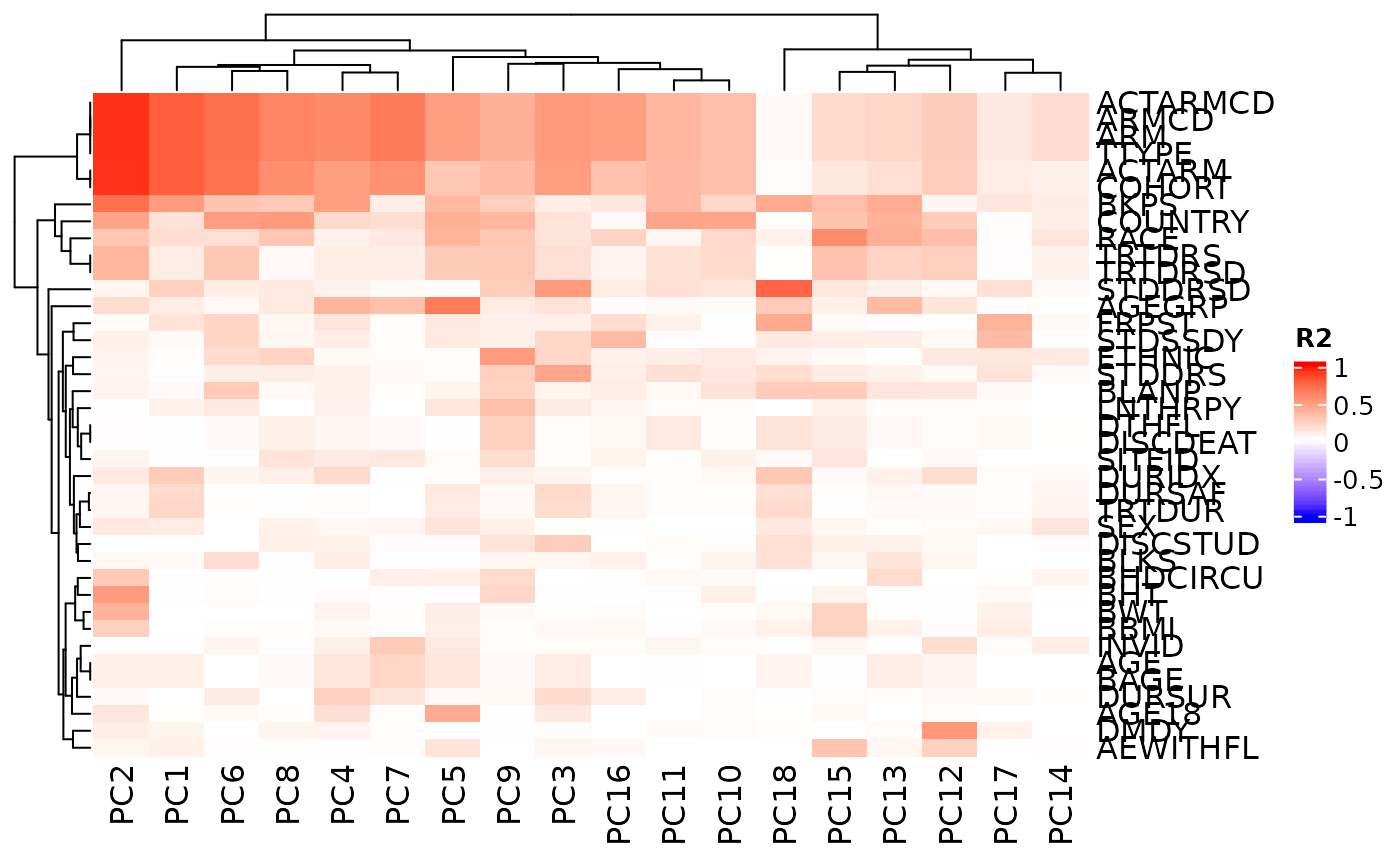 ACTARMCD
ARMCD
ARM
TTYPE
ACTARM
COHORT
BKPS
COUNTRY
RACE
TRTDRS
TRTDRSD
STDDRSD
AGEGRP
ERPST
STDSSDY
ETHNIC
STDDRS
BLANP
LNTHRPY
DTHFL
DISCDEAT
SITEID
DURIDX
DURSAF
TRTDUR
SEX
DISCSTUD
BLKS
BHDCIRCU
BHT
BWT
BBMI
INVID
AGE
BAGE
DURSUR
AGE18
DMDY
AEWITHFL
R2
1
0.5
0
-0.5
-1
PC2 PC1 PC6 PC8 PC4 PC7 PC5 PC9 PC3 PC16 PC11 PC10 PC18 PC15 PC13 PC12 PC17 PC14